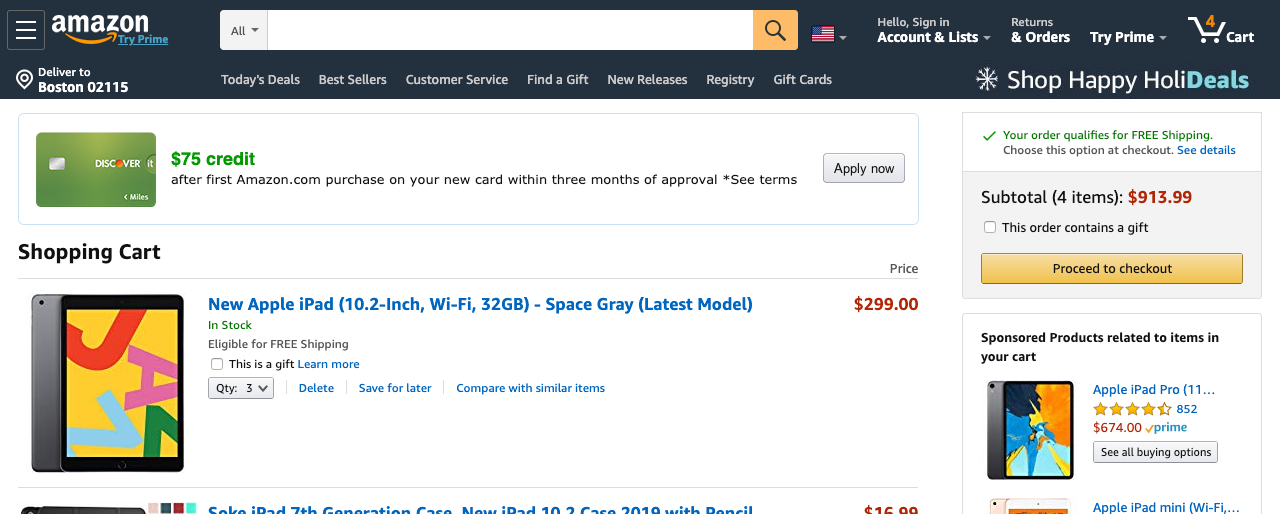 amazon
Try Prime
All
Hello, Sign in
Account & Lists
Returns
& Orders
Try Prime
4
Cart
Deliver to
Boston 02115
Today's Deals
Best Sellers
Customer Service
Find a Gift
New Releases
Registry
Gift Cards
Shop Happy HoliDeals
DISCOVER it
Miles
$75 credit
after first Amazon.com purchase on your new card within three months of approval *See terms
Apply now
Your order qualifies for FREE Shipping.
Choose this option at checkout. See details
Subtotal (4 items): $913.99
This order contains a gift
Proceed to checkout
Shopping Cart
Price
New Apple iPad (10.2-Inch, Wi-Fi, 32GB) - Space Gray (Latest Model)
$299.00
In Stock
Eligible for FREE Shipping
This is a gift Learn more
Qty: 3
Delete
Save for later
Compare with similar items
Sponsored Products related to items in
your cart
Apple iPad Pro (11…
852
$674.00 prime
See all buying options
Apple iPad mini (Wi-Fi,…
Soke iPad 7th Generation Case, New iPad 10.2 Case 2019 with Pencil
$16.99